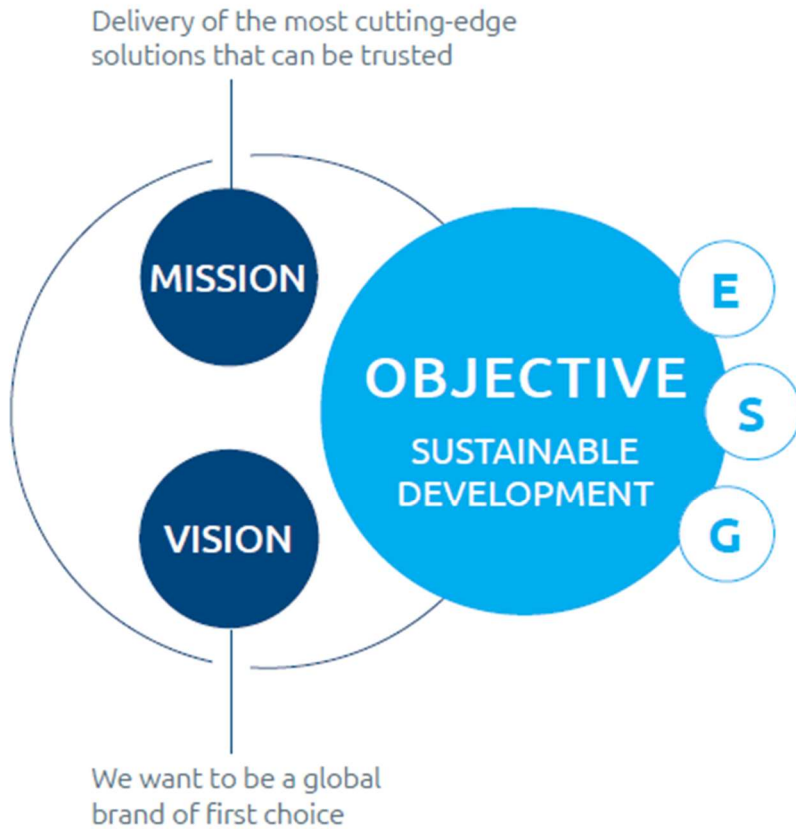 Delivery of the most cutting-edge
solutions that can be trusted
MISSION
OBJECTIVE
SUSTAINABLE
DEVELOPMENT
E
S
G
VISION
We want to be a global
brand of first choice